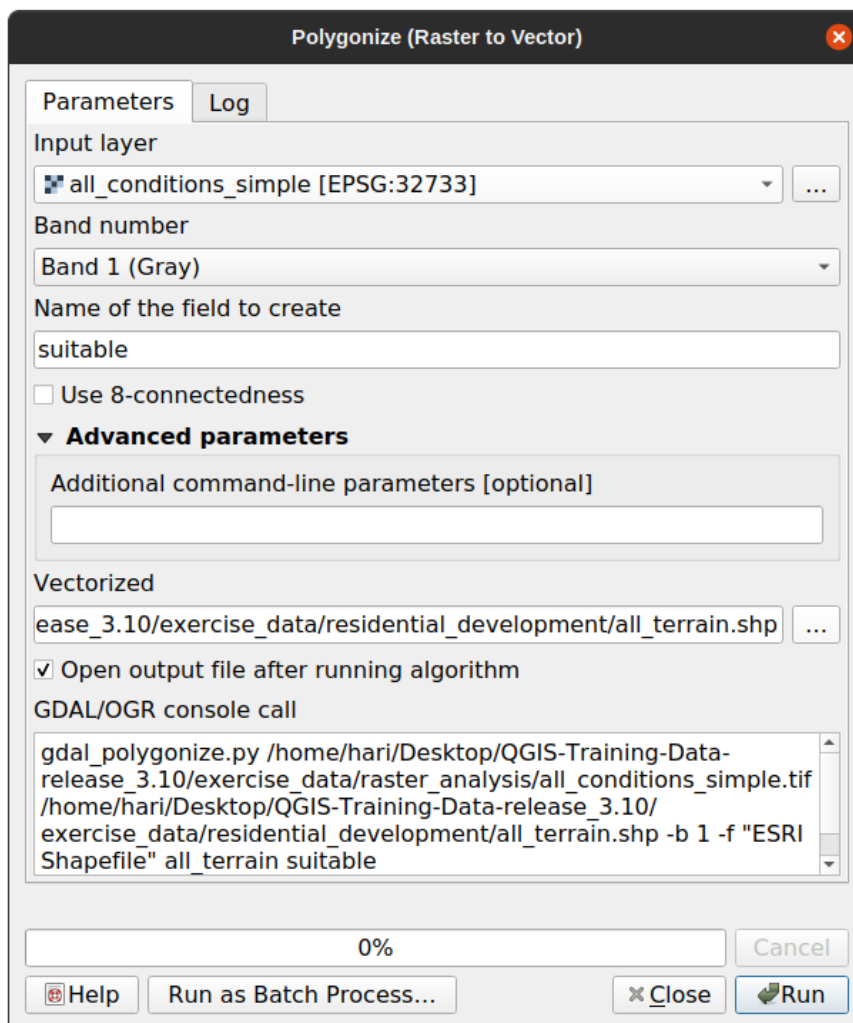 Polygonize (Raster to Vector)
Parameters
Log
Input layer
all_conditions_simple [EPSG:32733]
...
Band number
Band 1 (Gray)
Name of the field to create
suitable
Use 8-connectedness
Advanced parameters
Additional command-line parameters [optional]
Vectorized
ease_3.10/exercise_data/residential_development/all_terrain.shp
...
Open output file after running algorithm
GDAL/OGR console call
gdal_polygonize.py /home/hari/Desktop/QGIS-Training-Data-
release_3.10/exercise_data/raster_analysis/all_conditions_simple.tif
/home/hari/Desktop/QGIS-Training-Data-release_3.10/
exercise_data/residential_development/all_terrain.shp -b 1 -f "ESRI
Shapefile" all_terrain suitable
0%
Cancel
Help
Run as Batch Process...
Close
Run